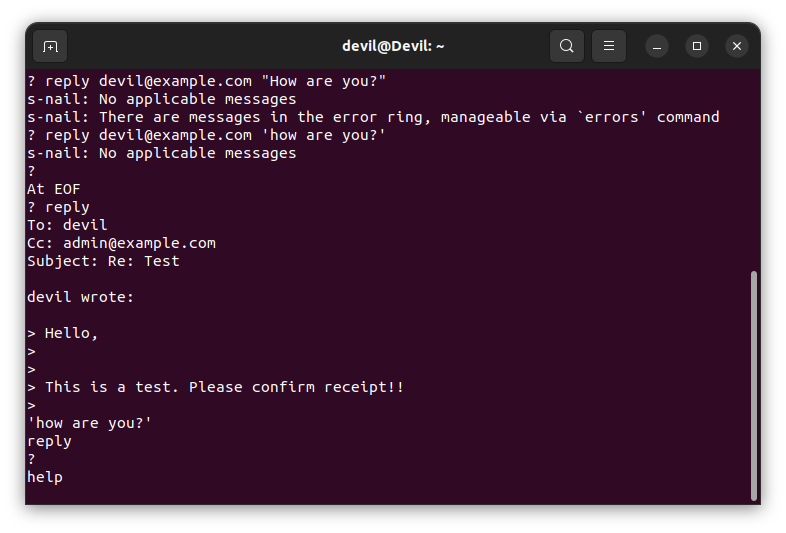 devil@Devil: ~
? reply devil@example.com "How are you?"
s-nail: No applicable messages
s-nail: There are messages in the error ring, manageable via `errors' command
? reply devil@example.com 'how are you?'
s-nail: No applicable messages
?
At EOF
? reply
To: devil
Cc: admin@example.com
Subject: Re: Test
devil wrote:
> Hello,
>
>
> This is a test. Please confirm receipt!!
>
'how are you?'
reply
?
help